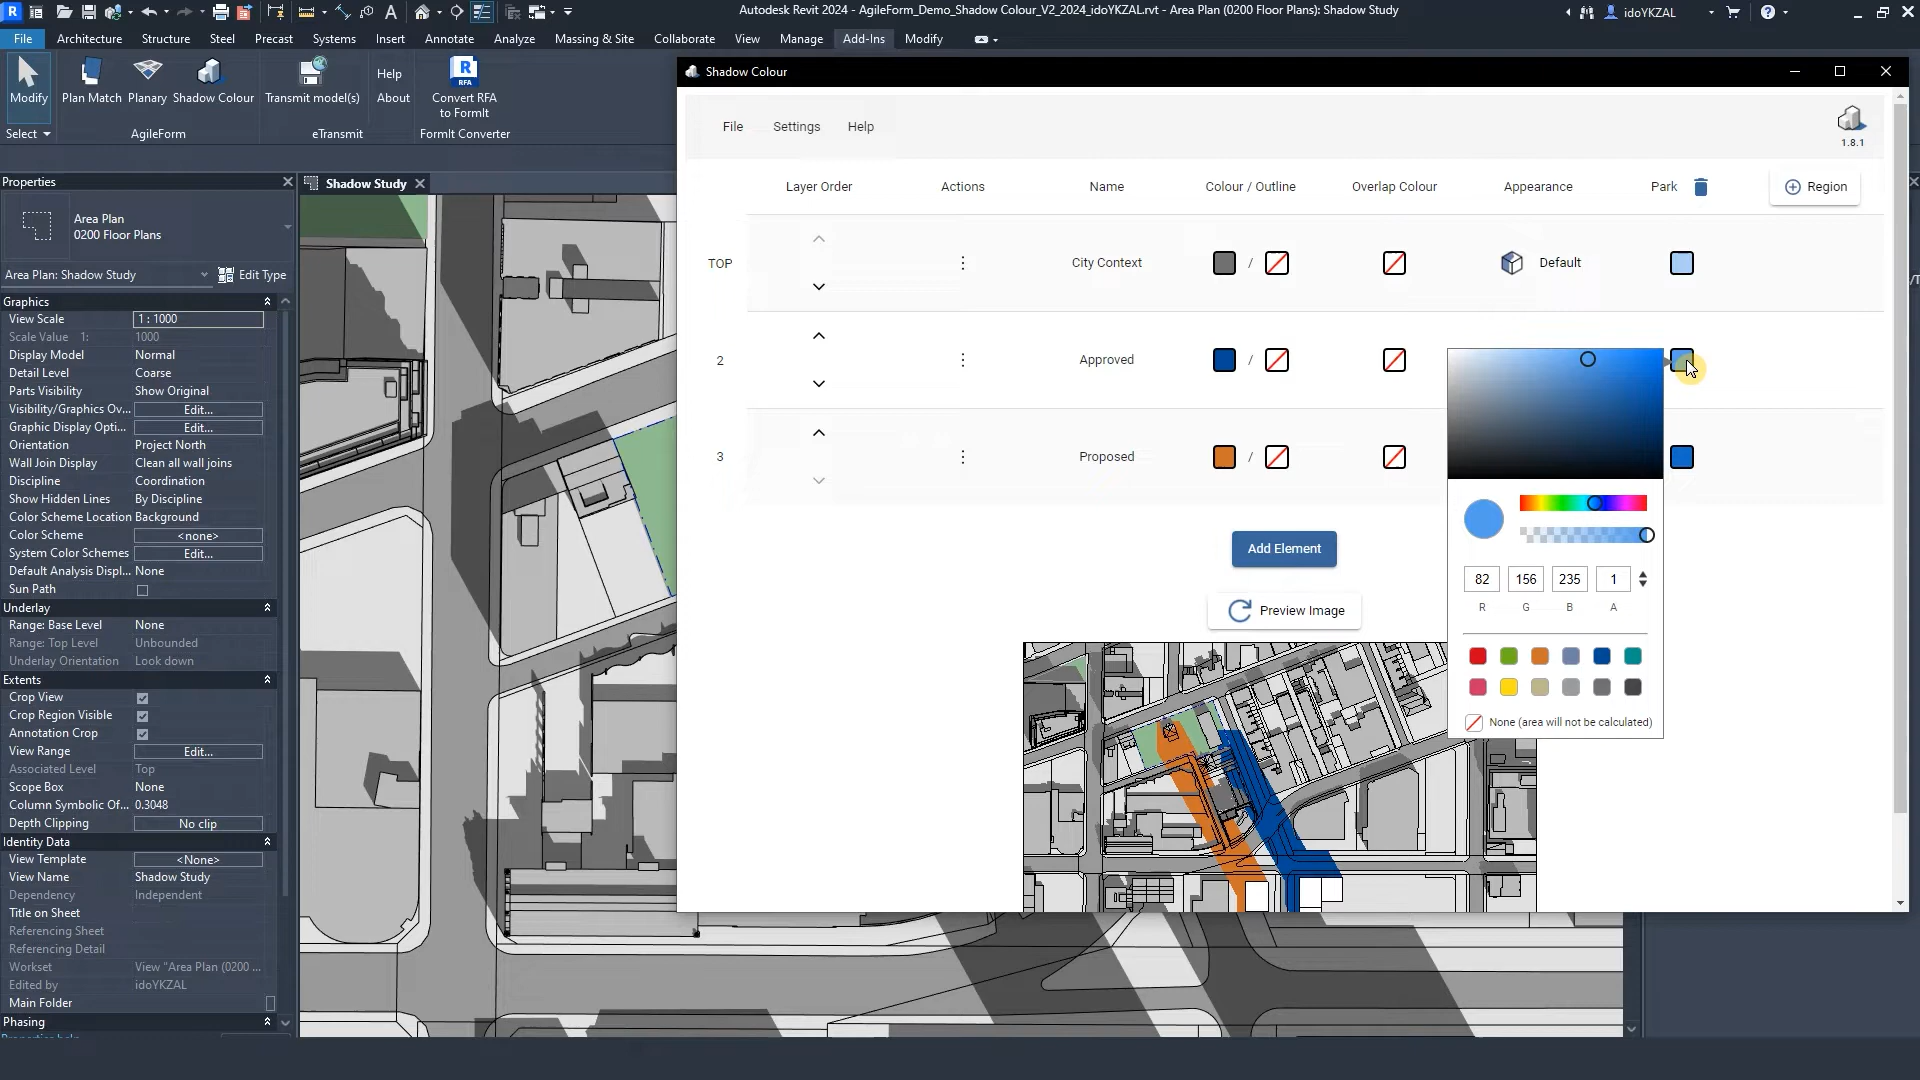 Autodesk Revit 2024 - AgileForm_Demo_Shadow Colour_V2_2024_idoYKZAL.rvt - Area Plan (0200 Floor Plans): Shadow Study
idoYKZAL
File Architecture Structure Steel Precast Systems Insert Annotate Analyze Massing & Site Collaborate View Manage Add-Ins Modify
Modify
Plan Match Planary Shadow Colour
Transmit model(s)
Help
About
RFA
Convert RFA
to FormIt
Select AgileForm eTransmit FormIt Converter
Properties
Area Plan
0200 Floor Plans
Area Plan: Shadow Study Edit Type
Graphics
View Scale 1 : 1000
Scale Value 1: 1000
Display Model Normal
Detail Level Coarse
Parts Visibility Show Original
Visibility/Graphics Ov... Edit...
Graphic Display Opti... Edit...
Orientation Project North
Wall Join Display Clean all wall joins
Discipline Coordination
Show Hidden Lines By Discipline
Color Scheme Location Background
Color Scheme <none>
System Color Schemes Edit...
Default Analysis Displ... None
Sun Path
Underlay
Range: Base Level None
Range: Top Level Unbounded
Underlay Orientation Look down
Extents
Crop View
Crop Region Visible
Annotation Crop
View Range Edit...
Associated Level Top
Scope Box None
Column Symbolic Of... 0.3048
Depth Clipping No clip
Identity Data
View Template <None>
View Name Shadow Study
Dependency Independent
Title on Sheet
Referencing Sheet
Referencing Detail
Workset View "Area Plan (0200 ...
Edited by idoYKZAL
Main Folder
Phasing
Shadow Study
Shadow Colour
File Settings Help
1.8.1
Layer Order Actions Name Colour / Outline Overlap Colour Appearance Park Region
TOP City Context / Default
2 Approved /
3 Proposed /
Add Element
Preview Image
82 156 235 1
R G B A
None (area will not be calculated)